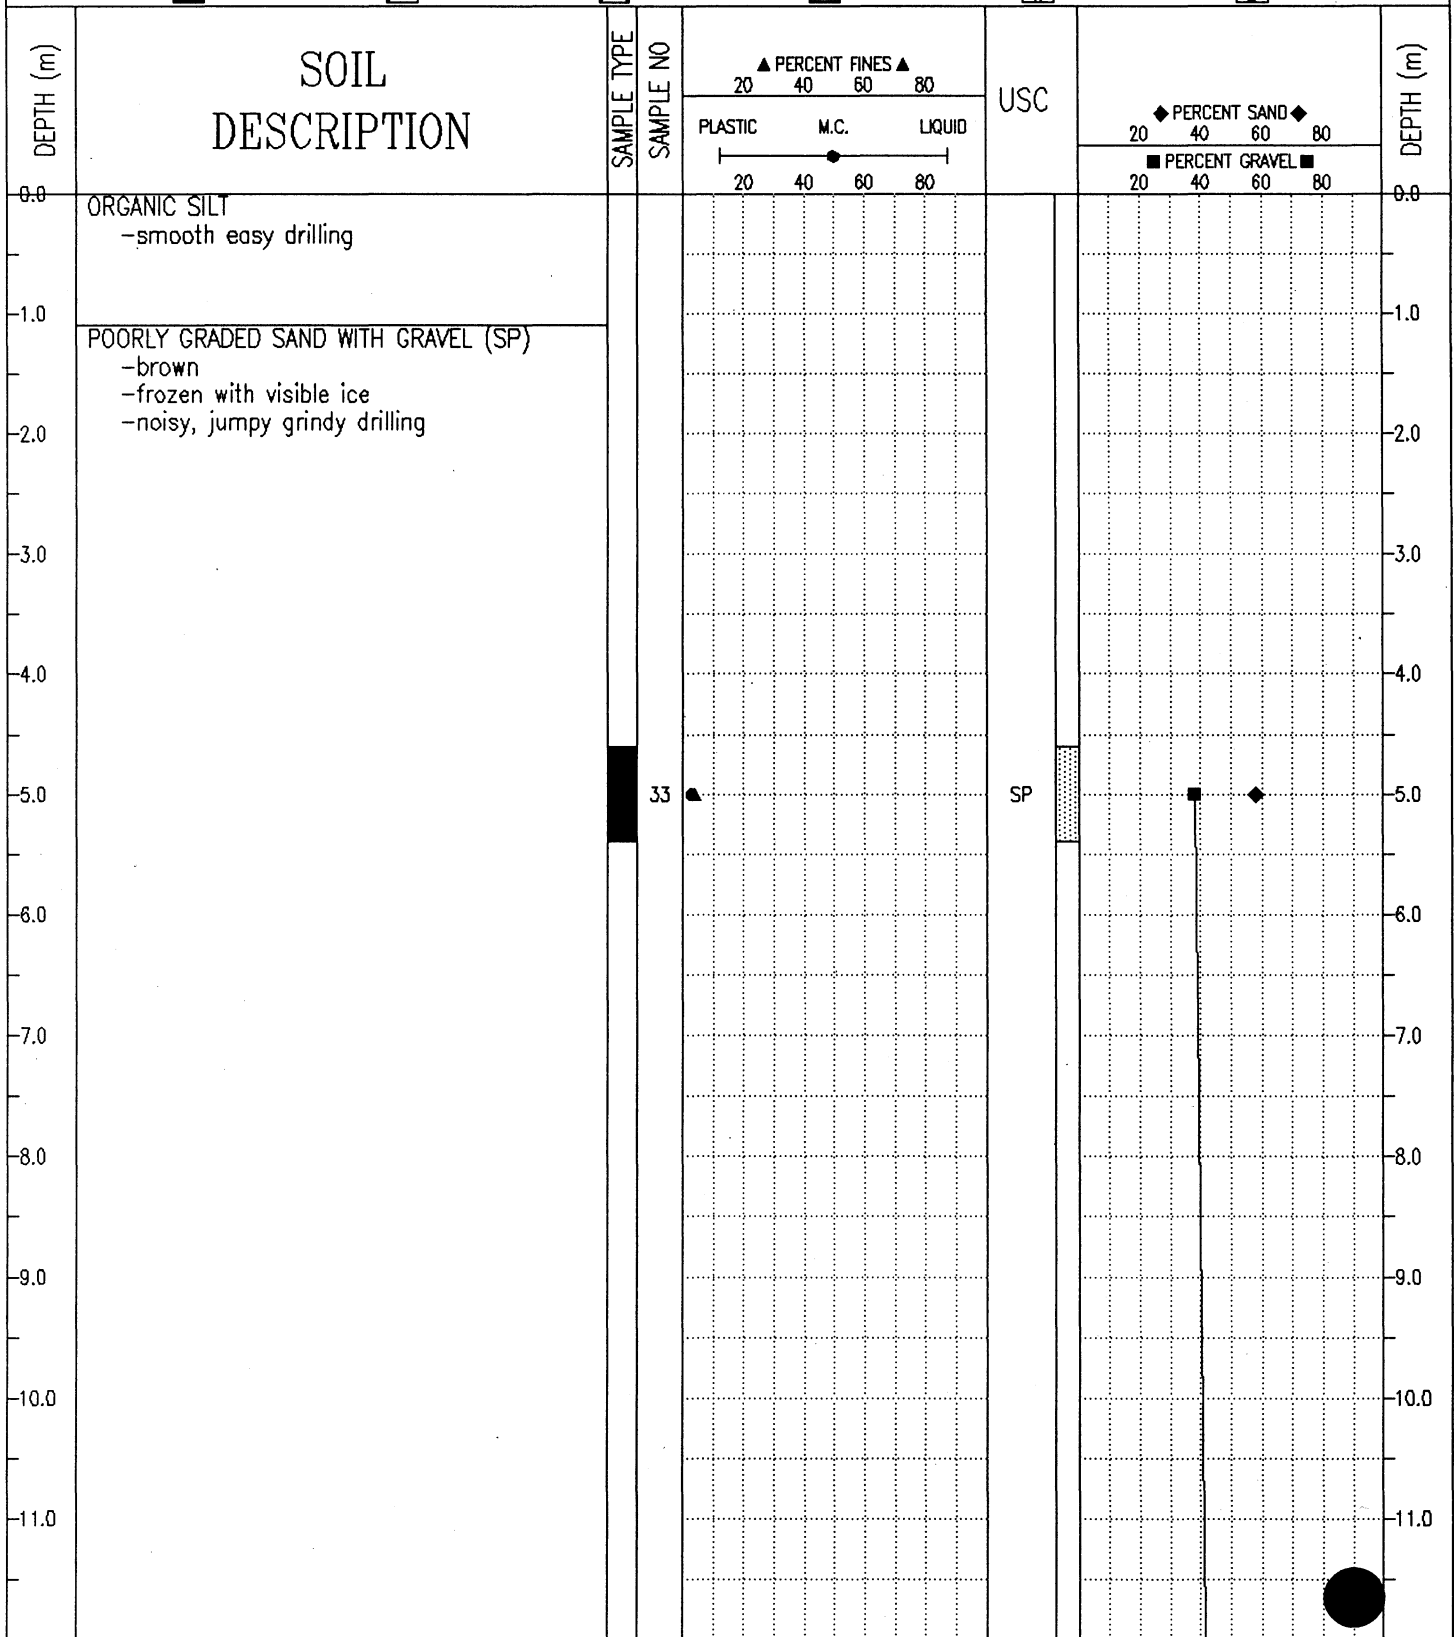 DEPTH (m)
SOIL
DESCRIPTION
SAMPLE TYPE
SAMPLE NO
▲ PERCENT FINES ▲
20 40 60 80
PLASTIC M.C. LIQUID
20 40 60 80
USC
◆ PERCENT SAND ◆
20 40 60 80
■ PERCENT GRAVEL ■
20 40 60 80
DEPTH (m)
0.0
ORGANIC SILT
-smooth easy drilling
0.0
1.0
1.0
POORLY GRADED SAND WITH GRAVEL (SP)
-brown
-frozen with visible ice
-noisy, jumpy grindy drilling
2.0
2.0
3.0
3.0
4.0
4.0
5.0
33
SP
5.0
6.0
6.0
7.0
7.0
8.0
8.0
9.0
9.0
10.0
10.0
11.0
11.0